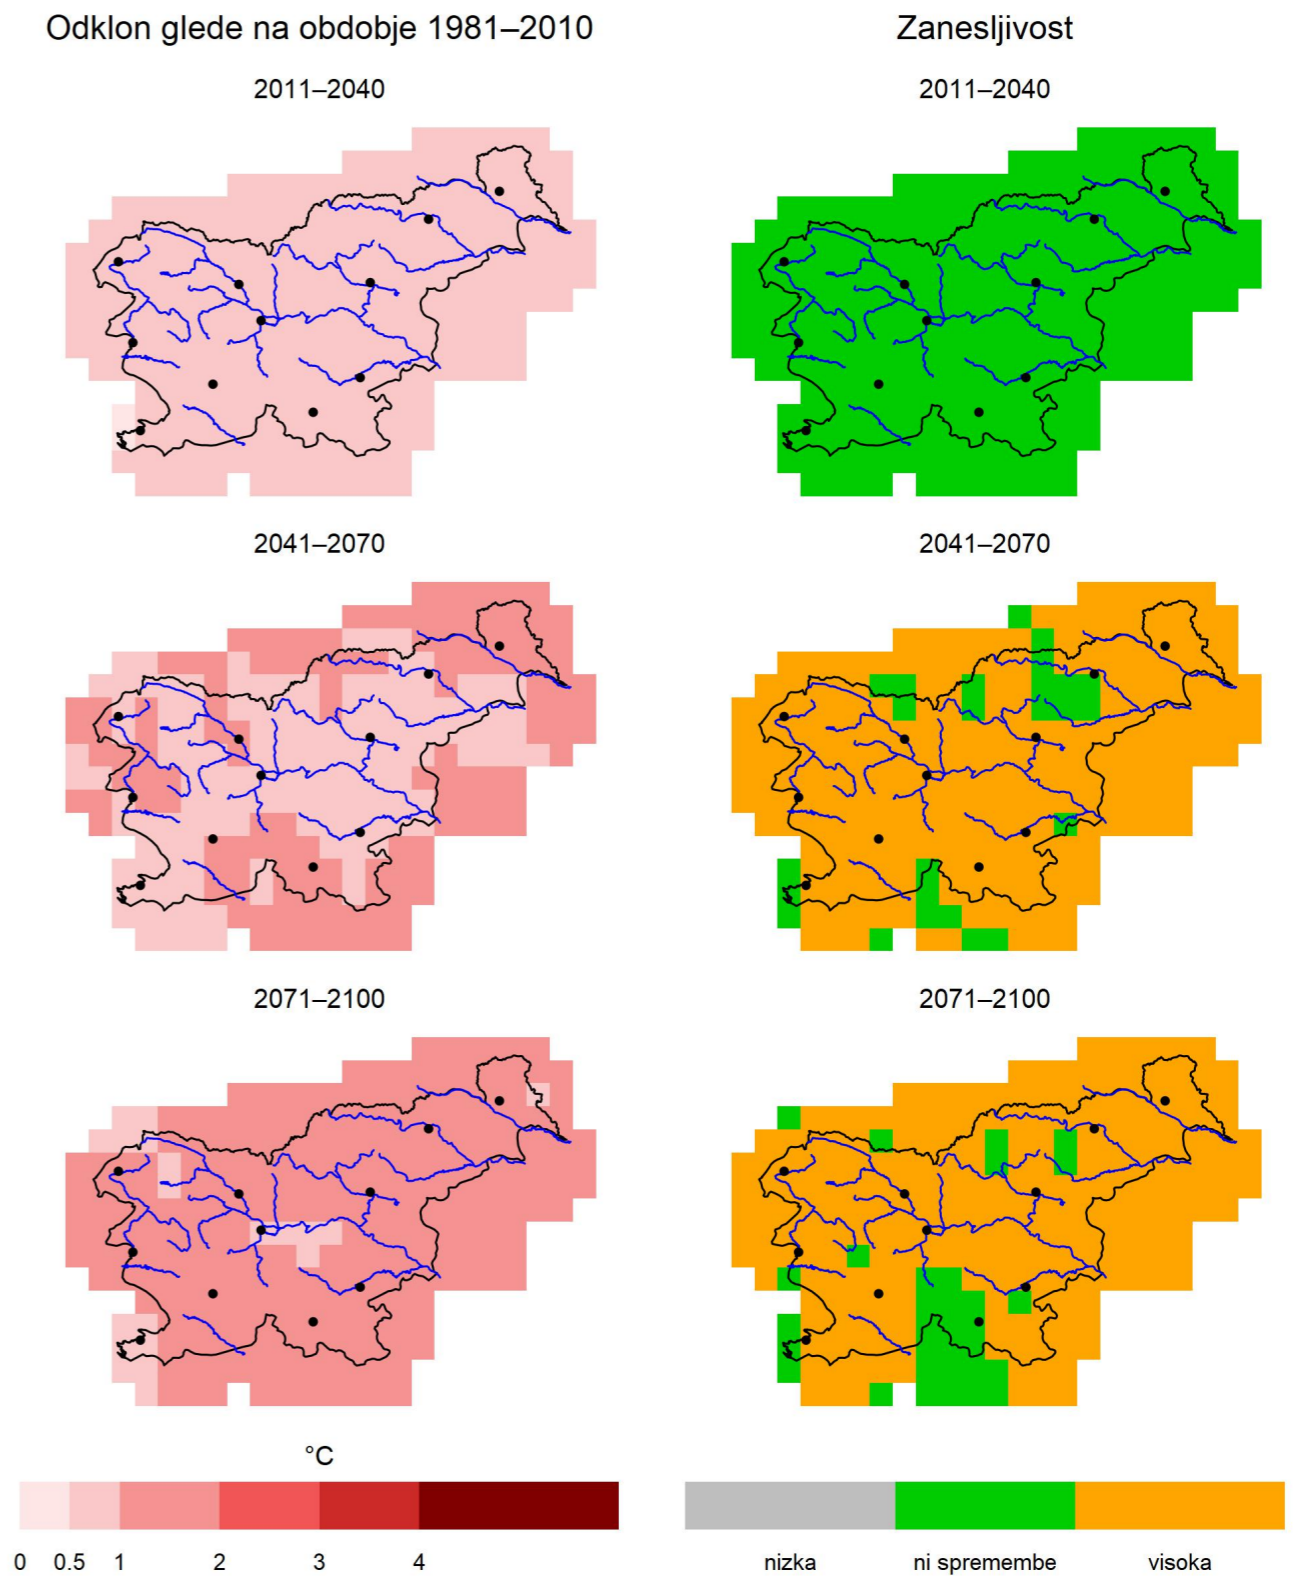 Odklon glede na obdobje 1981–2010
Zanesljivost
2011–2040
2011–2040
2041–2070
2041–2070
2071–2100
2071–2100
°C
0 0.5 1 2 3 4
nizka ni spremembe visoka